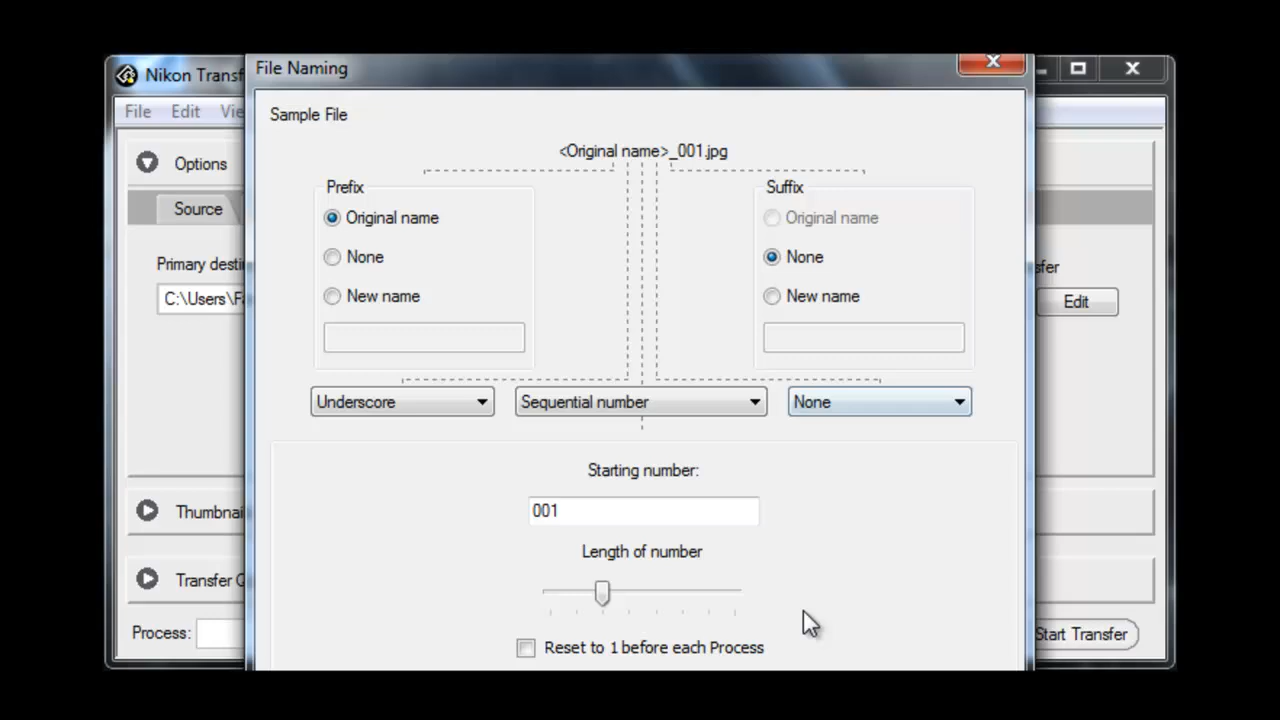 Nikon Transf
File Naming
File Edit Vie
Sample File
<Original name>_001.jpg
Options
Prefix
Suffix
Source
Original name
Original name
None
None
New name
New name
Primary desti
sfer
C:\Users\Fa
Edit
Underscore
Sequential number
None
Starting number:
001
Thumbnai
Length of number
Transfer Q
Process:
Start Transfer
Reset to 1 before each Process